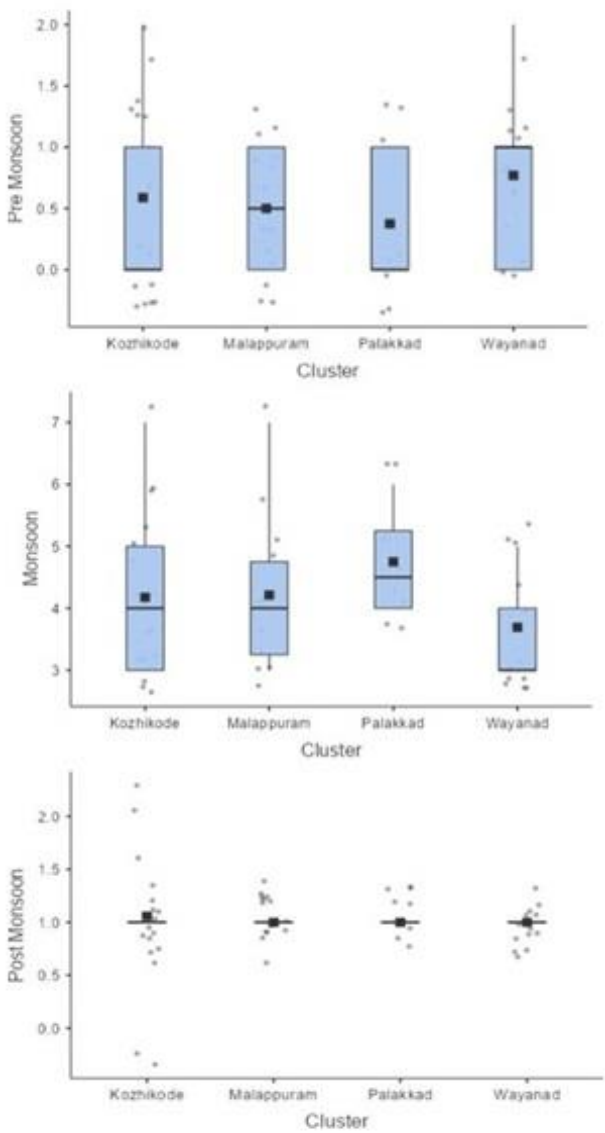 Pre Monsoon
2.0
1.5
1.0
0.5
0.0
Kozhikode Malappuram Palakkad Wayanad
Cluster
Monsoon
7
6
5
4
3
Kozhikode Malappuram Palakkad Wayanad
Cluster
Post Monsoon
2.0
1.5
1.0
0.5
0.0
Kozhikode Malappuram Palakkad Wayanad
Cluster